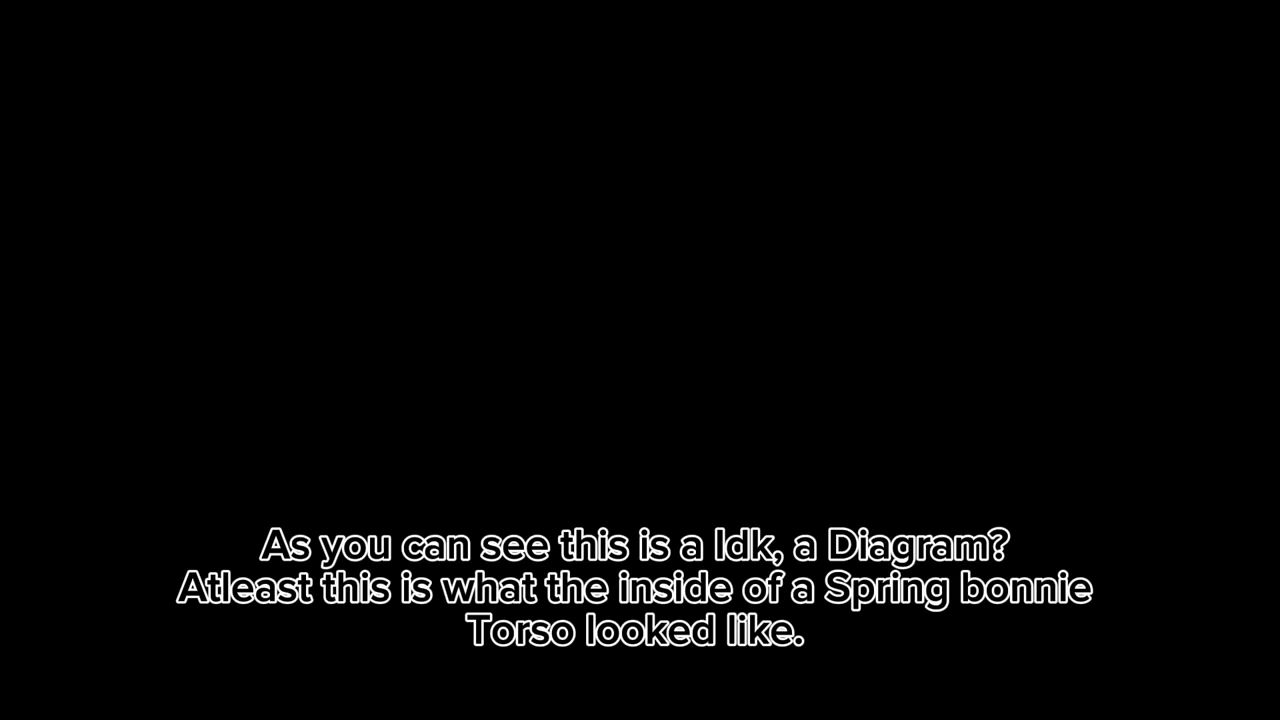 As you can see this is a Idk, a Diagram?
Atleast this is what the inside of a Spring bonnie
Torso looked like.